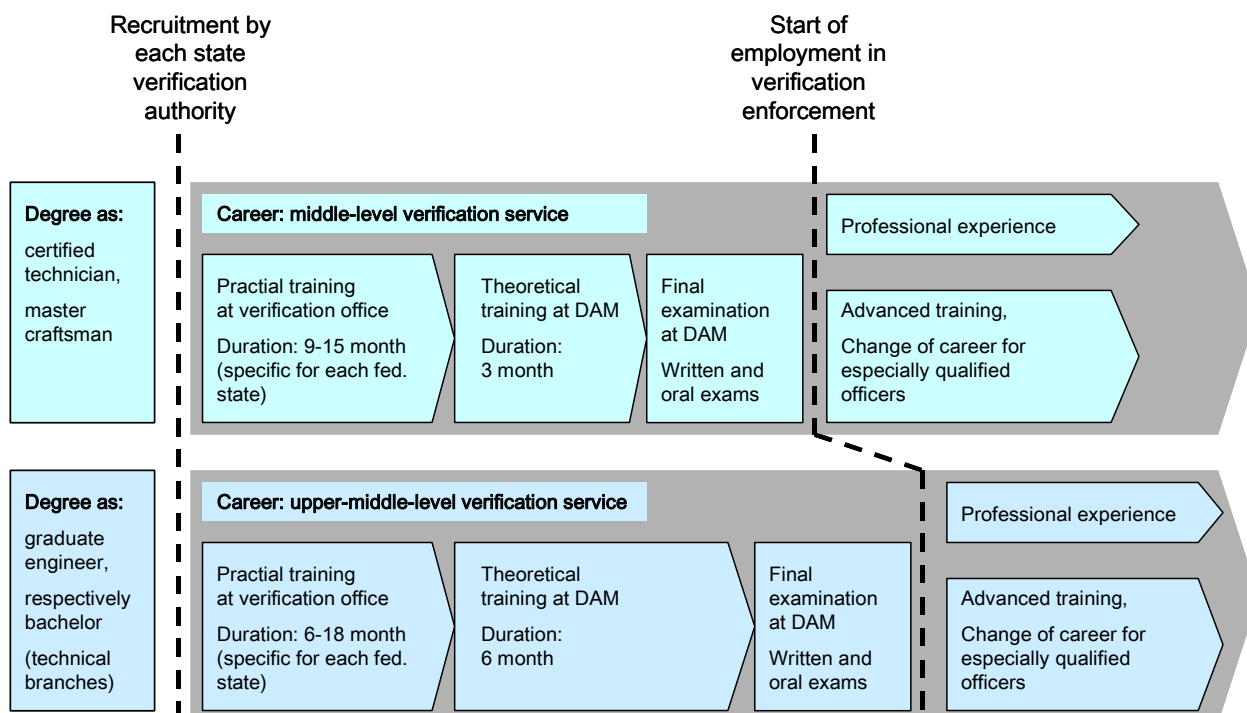 Recruitment by
each state
verification
authority
Start of
employment in
verification
enforcement
Degree as:
certified
technician,
master
craftsman
Career: middle-level verification service
Practial training
at verification office
Duration: 9-15 month
(specific for each fed.
state)
Theoretical
training at DAM
Duration:
3 month
Final
examination
at DAM
Written and
oral exams
Professional experience
Advanced training,
Change of career for
especially qualified
officers
Degree as:
graduate
engineer,
respectively
bachelor
(technical
branches)
Career: upper-middle-level verification service
Practial training
at verification office
Duration: 6-18 month
(specific for each fed.
state)
Theoretical
training at DAM
Duration:
6 month
Final
examination
at DAM
Written and
oral exams
Professional experience
Advanced training,
Change of career for
especially qualified
officers